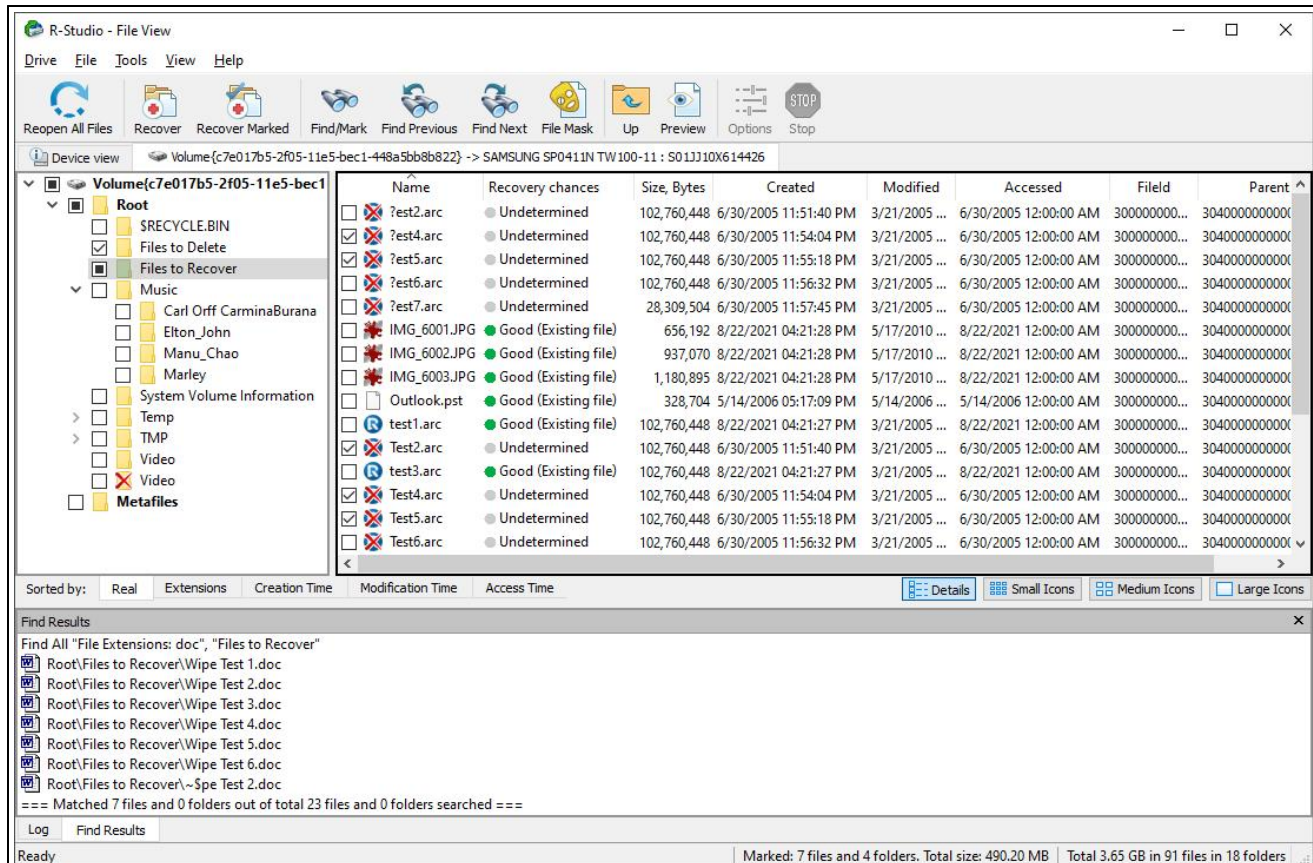 R-Studio - File View
Drive File Tools View Help
Reopen All Files Recover Recover Marked Find/Mark Find Previous Find Next File Mask Up Preview Options Stop
STOP
Device view Volume{c7e017b5-2f05-11e5-bec1-448a5bb8b822} -> SAMSUNG SP0411N TW100-11 : S01JJ10X614426
Volume{c7e017b5-2f05-11e5-bec1
Root
$RECYCLE.BIN
Files to Delete
Files to Recover
Music
Carl Orff CarminaBurana
Elton_John
Manu_Chao
Marley
System Volume Information
Temp
TMP
Video
Video
Metafiles
Name Recovery chances Size, Bytes Created Modified Accessed FileId Parent
?est2.arc Undetermined 102,760,448 6/30/2005 11:51:40 PM 3/21/2005 ... 6/30/2005 12:00:00 AM 300000000... 3040000000000
?est4.arc Undetermined 102,760,448 6/30/2005 11:54:04 PM 3/21/2005 ... 6/30/2005 12:00:00 AM 300000000... 3040000000000
?est5.arc Undetermined 102,760,448 6/30/2005 11:55:18 PM 3/21/2005 ... 6/30/2005 12:00:00 AM 300000000... 3040000000000
?est6.arc Undetermined 102,760,448 6/30/2005 11:56:32 PM 3/21/2005 ... 6/30/2005 12:00:00 AM 300000000... 3040000000000
?est7.arc Undetermined 28,309,504 6/30/2005 11:57:45 PM 3/21/2005 ... 6/30/2005 12:00:00 AM 300000000... 3040000000000
IMG_6001.JPG Good (Existing file) 656,192 8/22/2021 04:21:28 PM 5/17/2010 ... 8/22/2021 12:00:00 AM 300000000... 3040000000000
IMG_6002.JPG Good (Existing file) 937,070 8/22/2021 04:21:28 PM 5/17/2010 ... 8/22/2021 12:00:00 AM 300000000... 3040000000000
IMG_6003.JPG Good (Existing file) 1,180,895 8/22/2021 04:21:28 PM 5/17/2010 ... 8/22/2021 12:00:00 AM 300000000... 3040000000000
Outlook.pst Good (Existing file) 328,704 5/14/2006 05:17:09 PM 5/14/2006 ... 5/14/2006 12:00:00 AM 300000000... 3040000000000
test1.arc Good (Existing file) 102,760,448 8/22/2021 04:21:27 PM 3/21/2005 ... 8/22/2021 12:00:00 AM 300000000... 3040000000000
Test2.arc Undetermined 102,760,448 6/30/2005 11:51:40 PM 3/21/2005 ... 6/30/2005 12:00:00 AM 300000000... 3040000000000
test3.arc Good (Existing file) 102,760,448 8/22/2021 04:21:27 PM 3/21/2005 ... 8/22/2021 12:00:00 AM 300000000... 3040000000000
Test4.arc Undetermined 102,760,448 6/30/2005 11:54:04 PM 3/21/2005 ... 6/30/2005 12:00:00 AM 300000000... 3040000000000
Test5.arc Undetermined 102,760,448 6/30/2005 11:55:18 PM 3/21/2005 ... 6/30/2005 12:00:00 AM 300000000... 3040000000000
Test6.arc Undetermined 102,760,448 6/30/2005 11:56:32 PM 3/21/2005 ... 6/30/2005 12:00:00 AM 300000000... 3040000000000
Sorted by: Real Extensions Creation Time Modification Time Access Time Details Small Icons Medium Icons Large Icons
Find Results
Find All "File Extensions: doc", "Files to Recover"
Root\Files to Recover\Wipe Test 1.doc
Root\Files to Recover\Wipe Test 2.doc
Root\Files to Recover\Wipe Test 3.doc
Root\Files to Recover\Wipe Test 4.doc
Root\Files to Recover\Wipe Test 5.doc
Root\Files to Recover\Wipe Test 6.doc
Root\Files to Recover\~$pe Test 2.doc
=== Matched 7 files and 0 folders out of total 23 files and 0 folders searched ===
Log Find Results
Ready Marked: 7 files and 4 folders. Total size: 490.20 MB Total 3.65 GB in 91 files in 18 folders